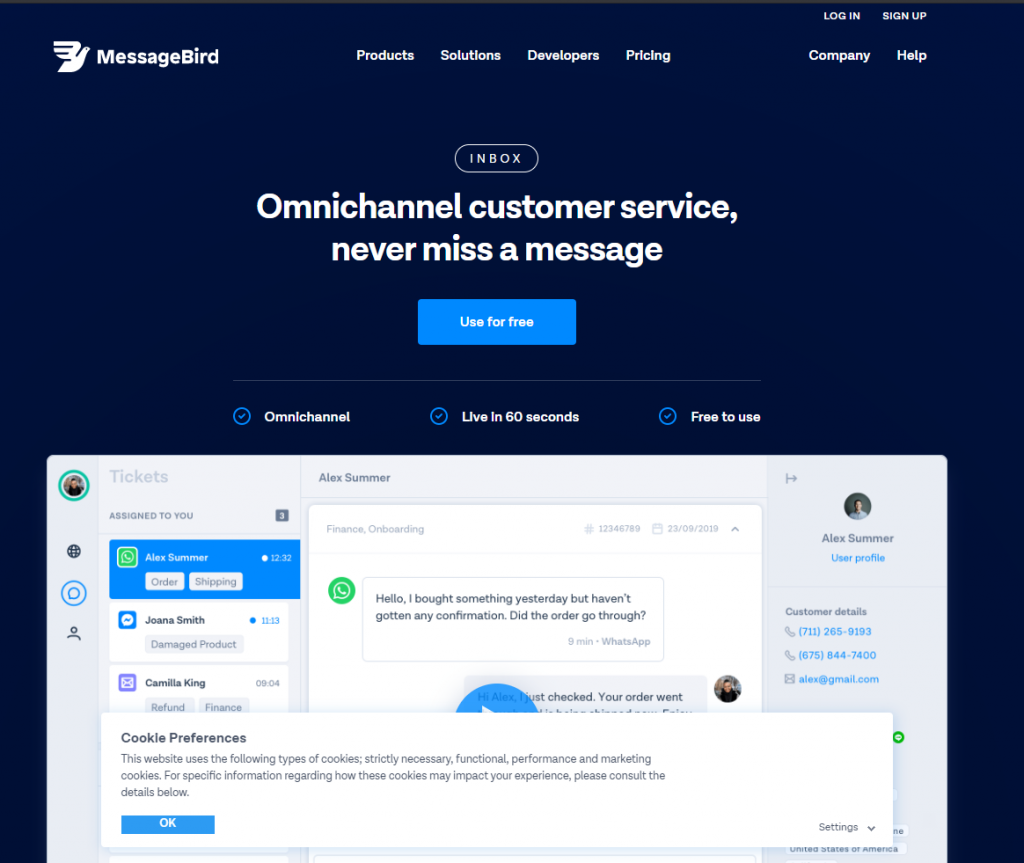 LOG IN SIGN UP
MessageBird Products Solutions Developers Pricing Company Help
INBOX
Omnichannel customer service,
never miss a message
Use for free
Omnichannel Live in 60 seconds Free to use
Tickets
ASSIGNED TO YOU 3
Alex Summer 12:32
Order Shipping
Joana Smith 11:13
Damaged Product
Camilla King 09:04
Refund Finance
Alex Summer
Finance, Onboarding # 12346789 23/09/2019
Hello, I bought something yesterday but haven't
gotten any confirmation. Did the order go through?
9 min • WhatsApp
Hi Alex, I just checked. Your order went
Alex Summer
User profile
Customer details
(711) 265-9193
(675) 844-7400
alex@gmail.com
United States of America
Cookie Preferences
This website uses the following types of cookies; strictly necessary, functional, performance and marketing
cookies. For specific information regarding how these cookies may impact your experience, please consult the
details below.
OK
Settings